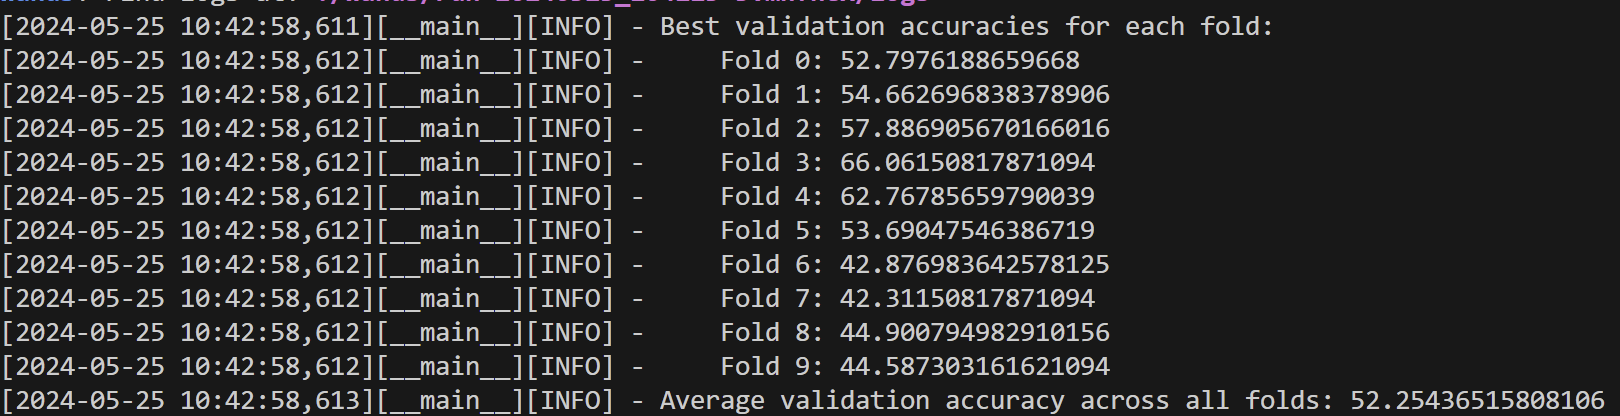 [2024-05-25 10:42:58,611][__main__][INFO] - Best validation accuracies for each fold:
[2024-05-25 10:42:58,612][__main__][INFO] -     Fold 0: 52.7976188659668
[2024-05-25 10:42:58,612][__main__][INFO] -     Fold 1: 54.662696838378906
[2024-05-25 10:42:58,612][__main__][INFO] -     Fold 2: 57.886905670166016
[2024-05-25 10:42:58,612][__main__][INFO] -     Fold 3: 66.06150817871094
[2024-05-25 10:42:58,612][__main__][INFO] -     Fold 4: 62.76785659790039
[2024-05-25 10:42:58,612][__main__][INFO] -     Fold 5: 53.69047546386719
[2024-05-25 10:42:58,612][__main__][INFO] -     Fold 6: 42.876983642578125
[2024-05-25 10:42:58,612][__main__][INFO] -     Fold 7: 42.31150817871094
[2024-05-25 10:42:58,612][__main__][INFO] -     Fold 8: 44.900794982910156
[2024-05-25 10:42:58,612][__main__][INFO] -     Fold 9: 44.587303161621094
[2024-05-25 10:42:58,613][__main__][INFO] - Average validation accuracy across all folds: 52.25436515808106